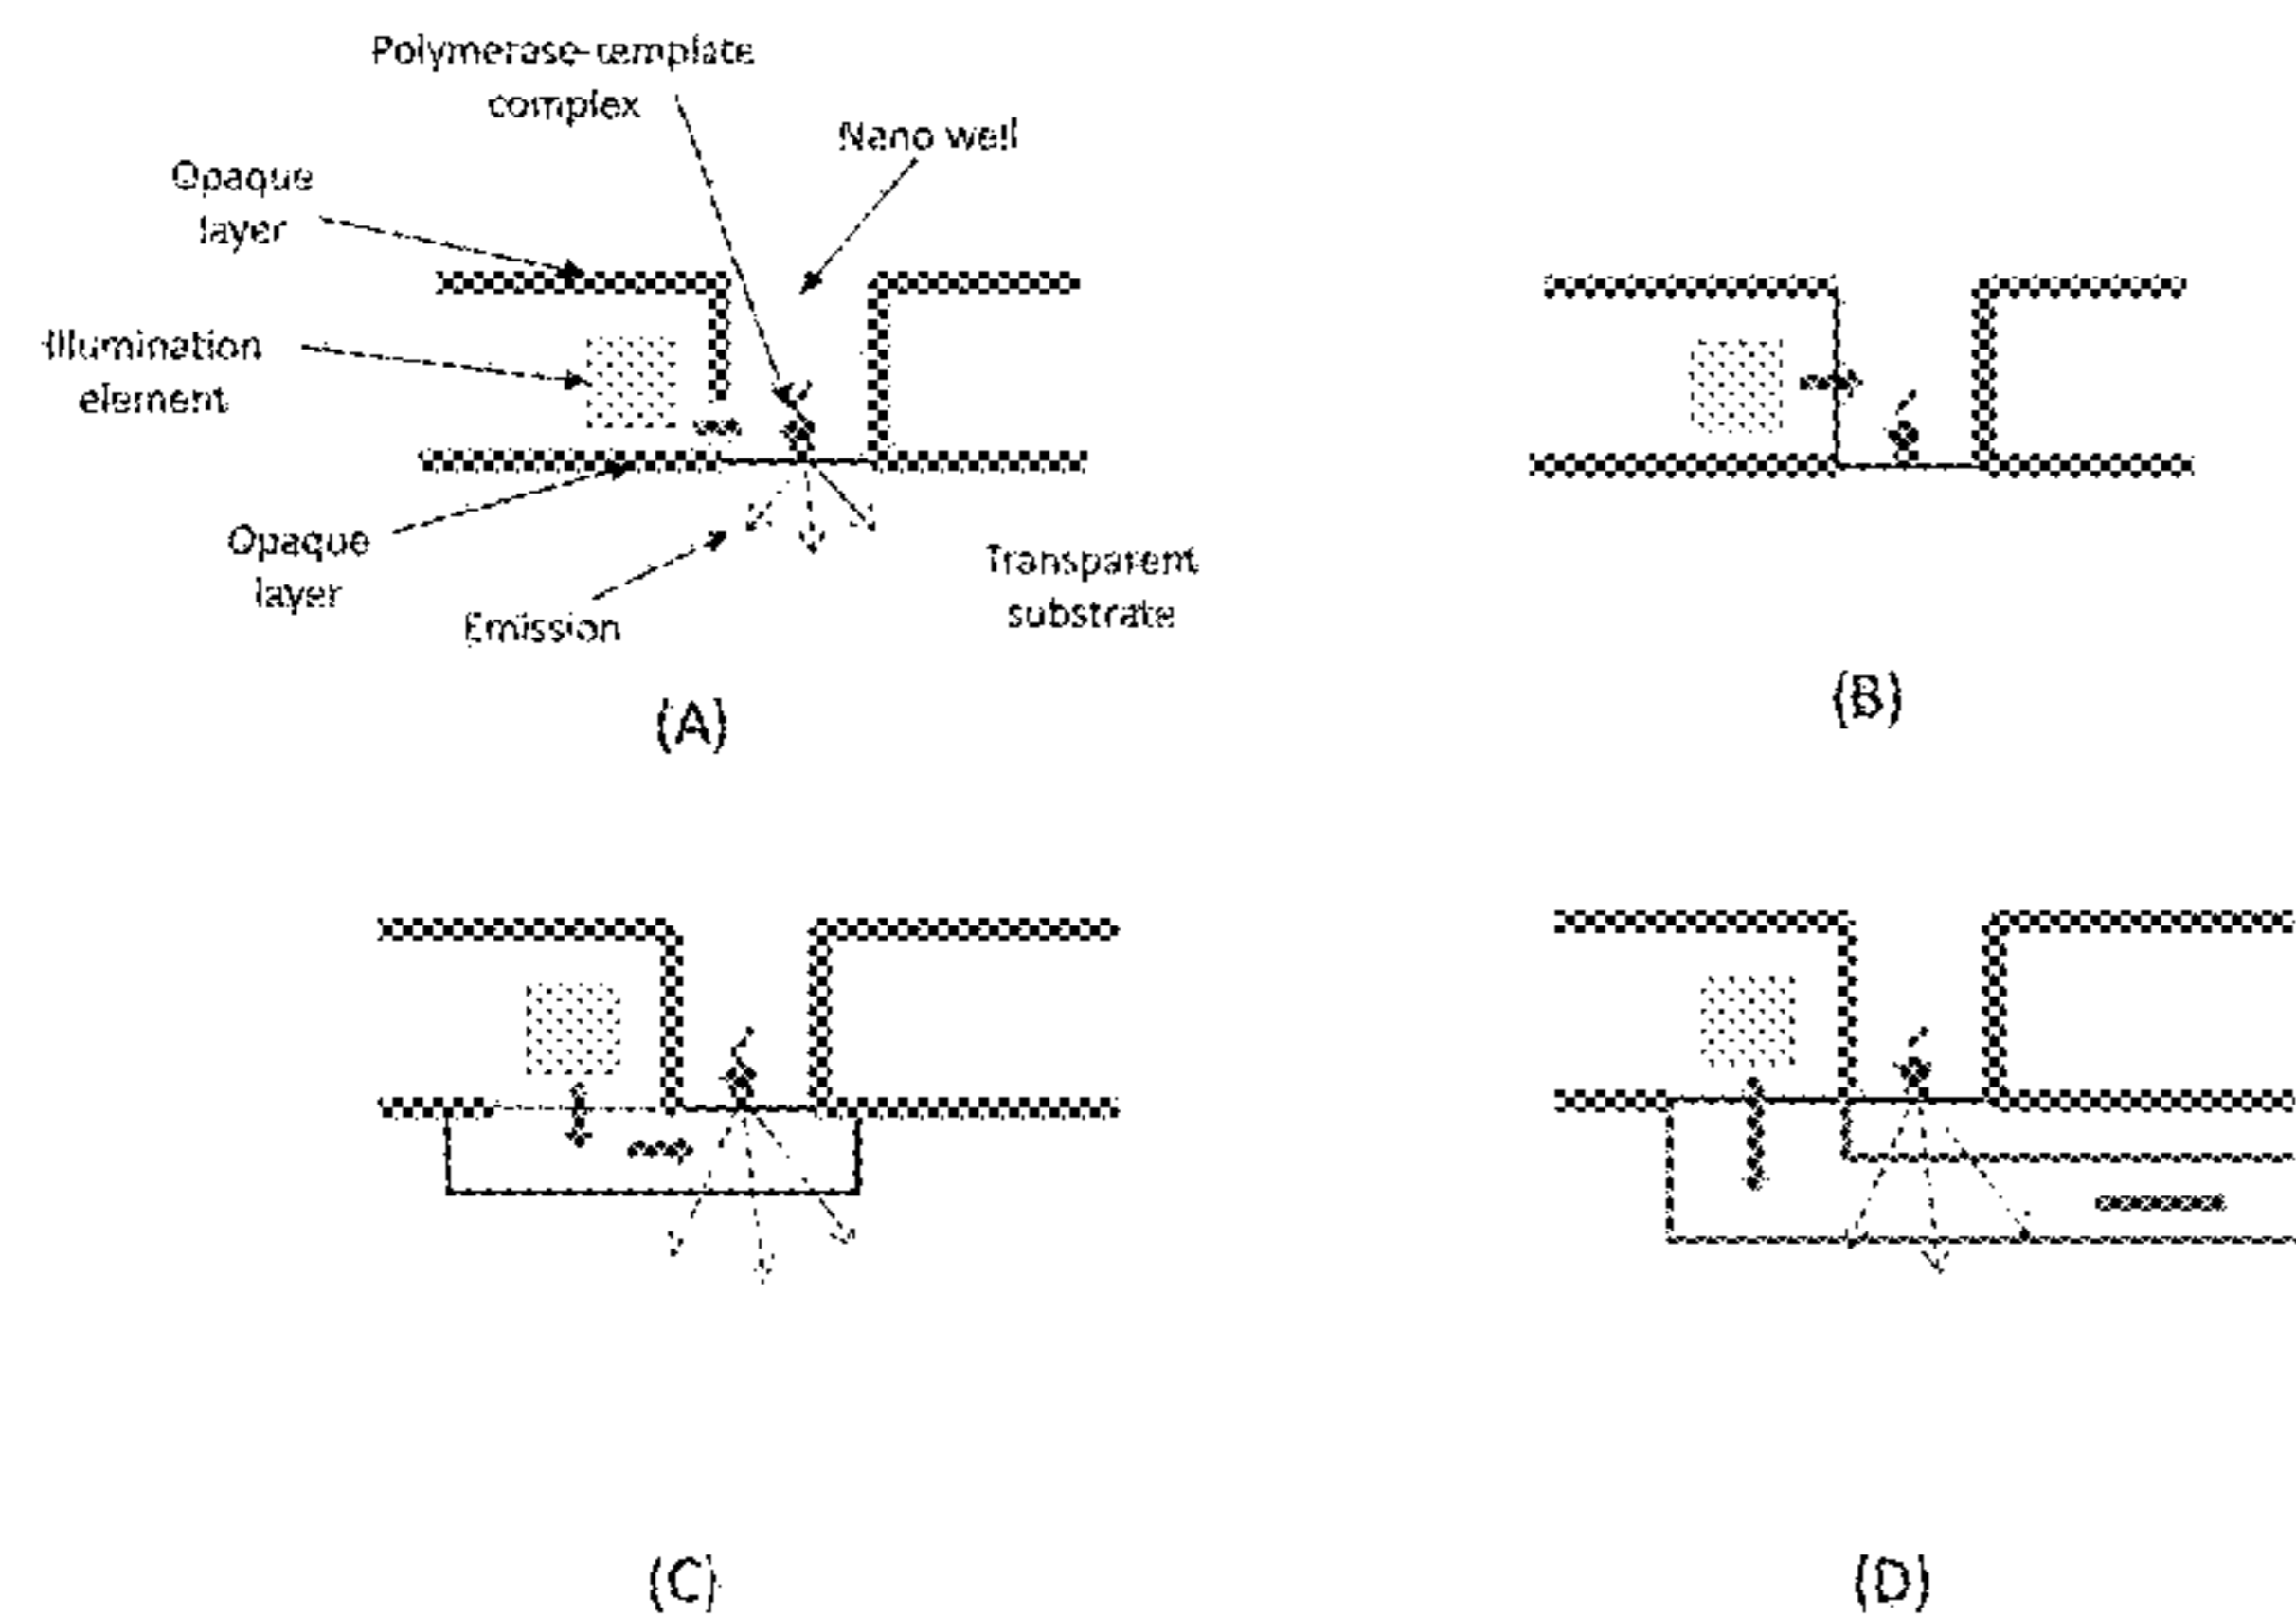 Polymerase-template
complex
Nano well
Opaque
layer
Illumination
element
Opaque
layer
Emission
Transparent
substrate
(A)
(B)
(C)
(D)